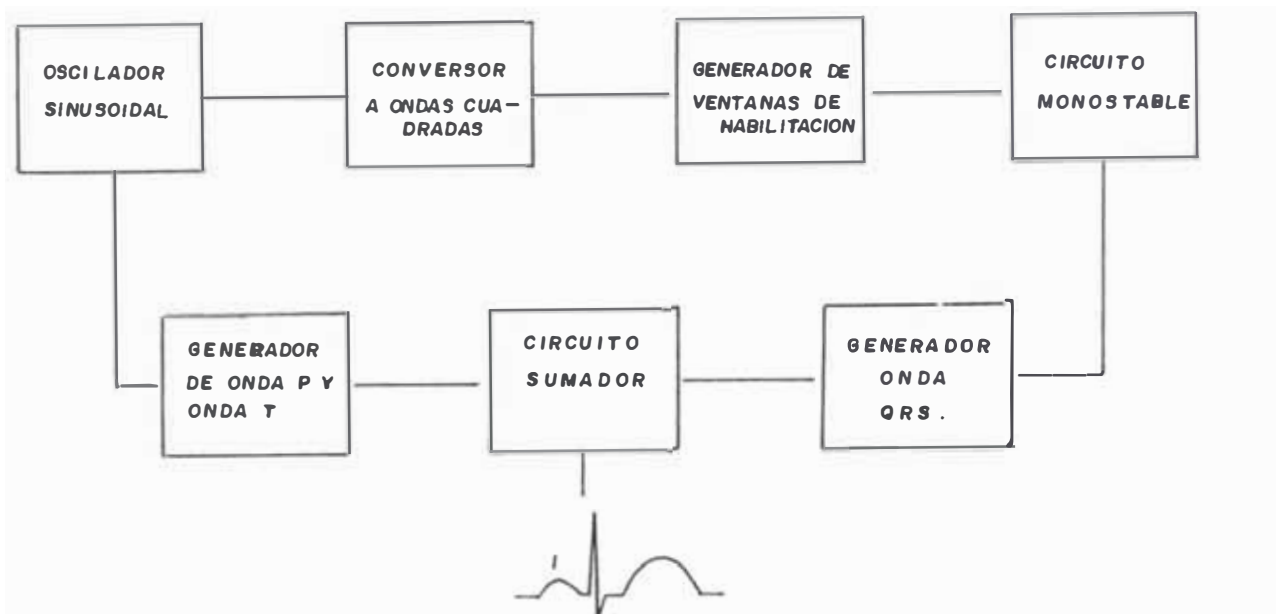 OSCILADOR
SINUSOIDAL
CONVERSOR
A ONDAS CUA-
DRADAS
GENERADOR DE
VENTANAS DE
HABILITACION
CIRCUITO
MONOSTABLE
GENERADOR
DE ONDA P Y
ONDA T
CIRCUITO
SUMADOR
GENERADOR
ONDA
QRS.